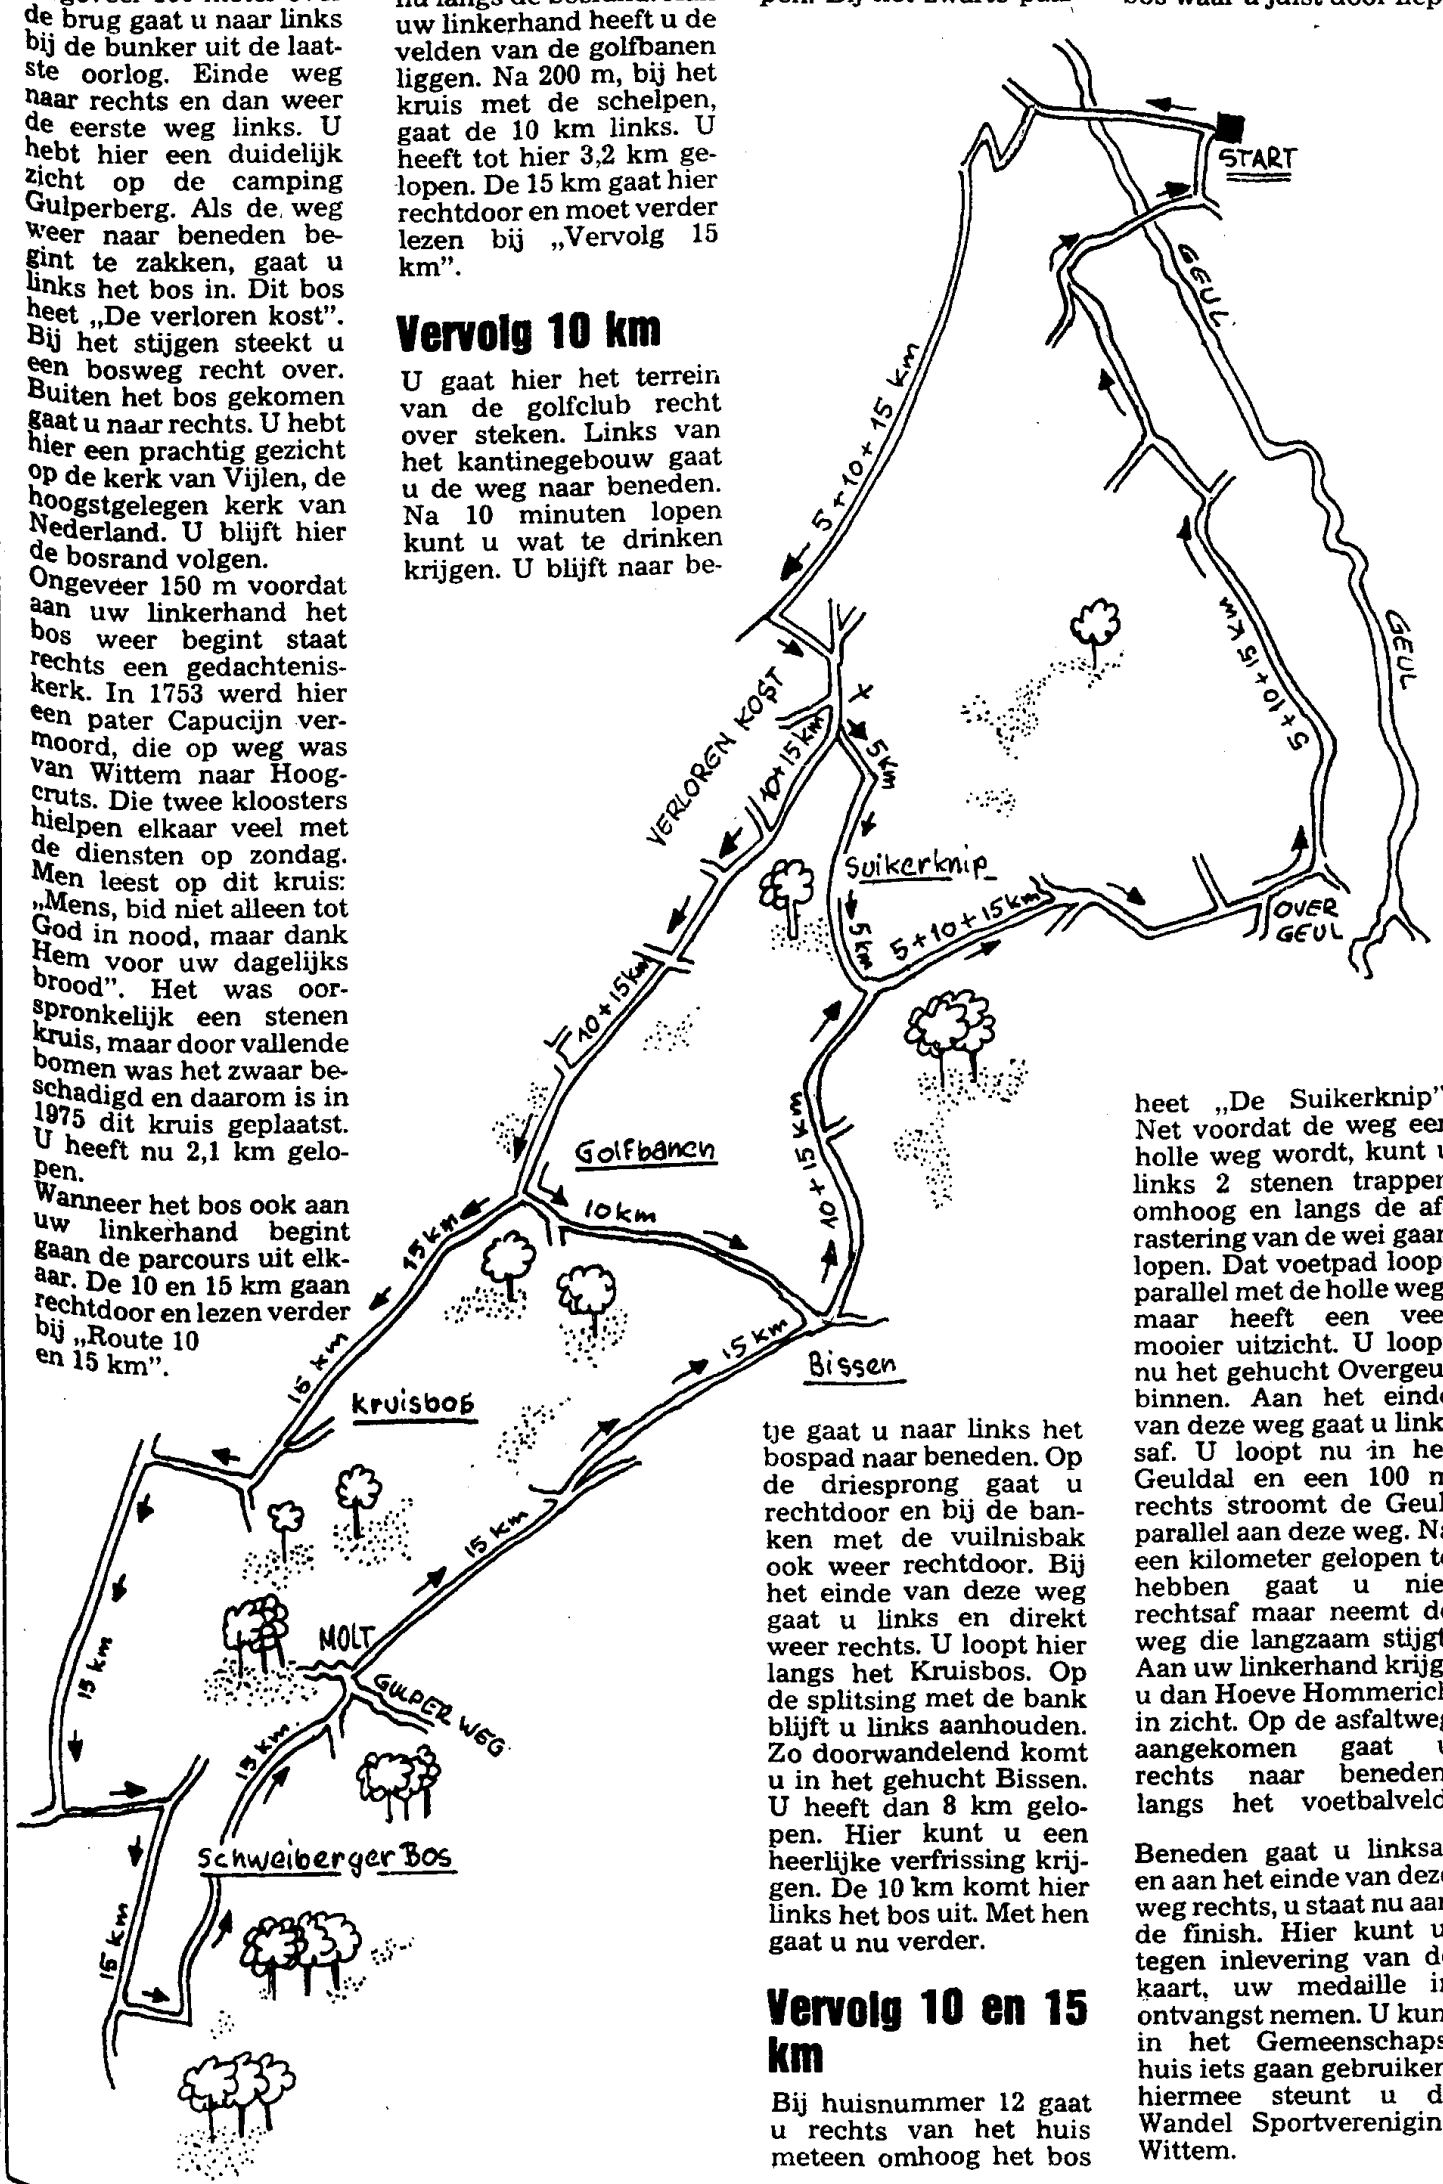 de brug gaat u naar links
bij de bunker uit de laat-
ste oorlog. Einde weg
naar rechts en dan weer
de eerste weg links. U
hebt hier een duidelijk
zicht op de camping
Gulperberg. Als de weg
weer naar beneden be-
gint te zakken, gaat u
links het bos in. Dit bos
heet „De verloren kost”.
Bij het stijgen steekt u
een bosweg recht over.
Buiten het bos gekomen
gaat u naar rechts. U hebt
hier een prachtig gezicht
op de kerk van Vijlen, de
hoogstgelegen kerk van
Nederland. U blijft hier
de bosrand volgen.
Ongeveer 150 m voordat
aan uw linkerhand het
bos weer begint staat
rechts een gedachtenis-
kerk. In 1753 werd hier
een pater Capucijn ver-
moord, die op weg was
van Wittem naar Hoog-
cruts. Die twee kloosters
hielpen elkaar veel met
de diensten op zondag.
Men leest op dit kruis:
„Mens, bid niet alleen tot
God in nood, maar dank
Hem voor uw dagelijks
brood”. Het was oor-
spronkelijk een stenen
kruis, maar door vallende
bomen was het zwaar be-
schadigd en daarom is in
1975 dit kruis geplaatst.
U heeft nu 2,1 km gelo-
pen.
Wanneer het bos ook aan
uw linkerhand begint
gaan de parcours uit elk-
aar. De 10 en 15 km gaan
rechtdoor en lezen verder
bij „Route 10
en 15 km”.
uw linkerhand heeft u de
velden van de golfbanen
liggen. Na 200 m, bij het
kruis met de schelpen,
gaat de 10 km links. U
heeft tot hier 3,2 km ge-
lopen. De 15 km gaat hier
rechtdoor en moet verder
lezen bij „Vervolg 15
km”.
Vervolg 10 km
U gaat hier het terrein
van de golfclub recht
over steken. Links van
het kantinegebouw gaat
u de weg naar beneden.
Na 10 minuten lopen
kunt u wat te drinken
krijgen. U blijft naar be-
START
GEUL
5+10+15 km
GEUL
5+10+15 km
VERLOREN KOST
10+15 km
5 km
Suikerknip
5 km
5+10+15 km
OVER
GEUL
10+15 km
Golfbanen
10 km
10+15 km
15 km
15 km
15 km
Bissen
Kruisbos
15 km
15 km
MOLT
GULPER WEG
15 km
Schweiberger Bos
15 km
tje gaat u naar links het
bospad naar beneden. Op
de driesprong gaat u
rechtdoor en bij de ban-
ken met de vuilnisbak
ook weer rechtdoor. Bij
het einde van deze weg
gaat u links en direkt
weer rechts. U loopt hier
langs het Kruisbos. Op
de splitsing met de bank
blijft u links aanhouden.
Zo doorwandelend komt
u in het gehucht Bissen.
U heeft dan 8 km gelo-
pen. Hier kunt u een
heerlijke verfrissing krij-
gen. De 10 km komt hier
links het bos uit. Met hen
gaat u nu verder.
Vervolg 10 en 15
km
Bij huisnummer 12 gaat
u rechts van het huis
meteen omhoog het bos
heet „De Suikerknip”
Net voordat de weg een
holle weg wordt, kunt u
links 2 stenen trappen
omhoog en langs de af-
rastering van de wei gaan
lopen. Dat voetpad loop
parallel met de holle weg
maar heeft een vee
mooier uitzicht. U loop
nu het gehucht Overgeu
binnen. Aan het einde
van deze weg gaat u link
saf. U loopt nu in he
Geuldal en een 100 m
rechts stroomt de Geul
parallel aan deze weg. Na
een kilometer gelopen te
hebben gaat u nie
rechtsaf maar neemt de
weg die langzaam stijgt
Aan uw linkerhand krijg
u dan Hoeve Hommerich
in zicht. Op de asfaltweg
aangekomen gaat u
rechts naar beneden
langs het voetbalveld
Beneden gaat u linksa
en aan het einde van deze
weg rechts, u staat nu aan
de finish. Hier kunt u
tegen inlevering van de
kaart, uw medaille in
ontvangst nemen. U kun
in het Gemeenschaps
huis iets gaan gebruiken
hiermee steunt u d
Wandel Sportverenigin
Wittem.